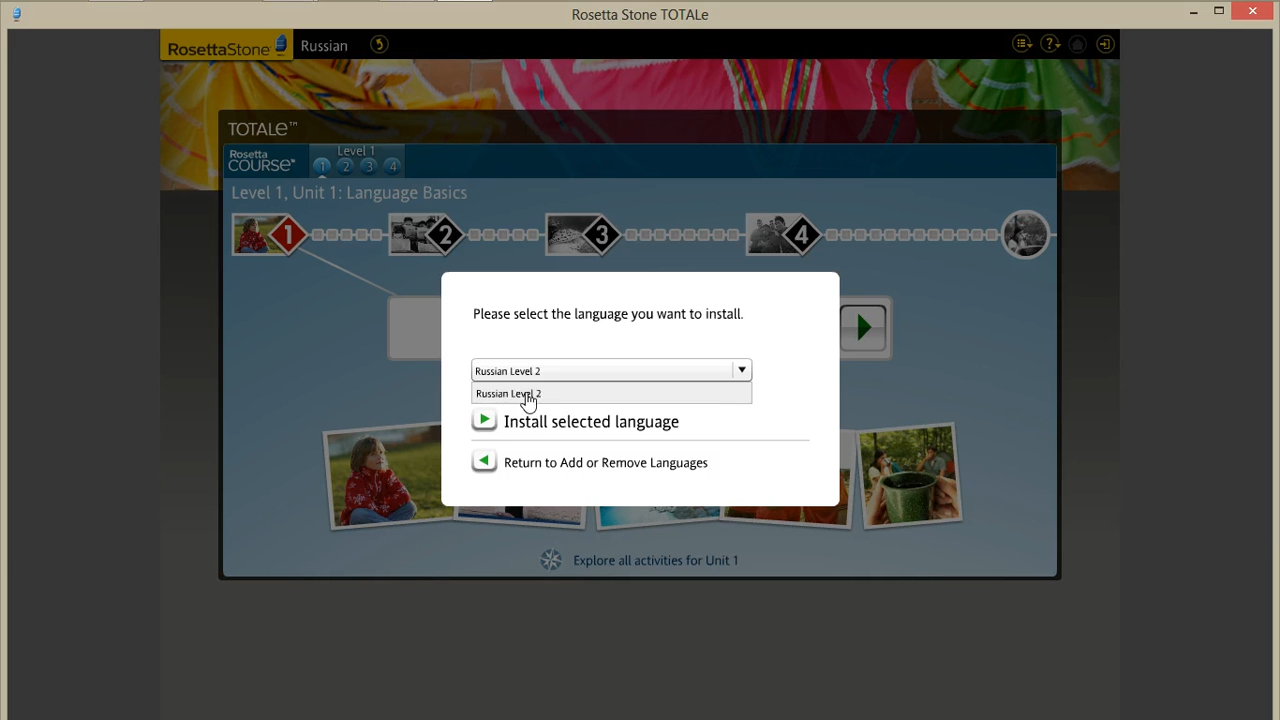 Rosetta Stone TOTALe
RosettaStone Russian
TOTALe™
Rosetta
COURSE
Level 1
1 2 3 4
Level 1, Unit 1: Language Basics
1 2 3 4
Please select the language you want to install.
Russian Level 2
Russian Level 2
Install selected language
Return to Add or Remove Languages
Explore all activities for Unit 1